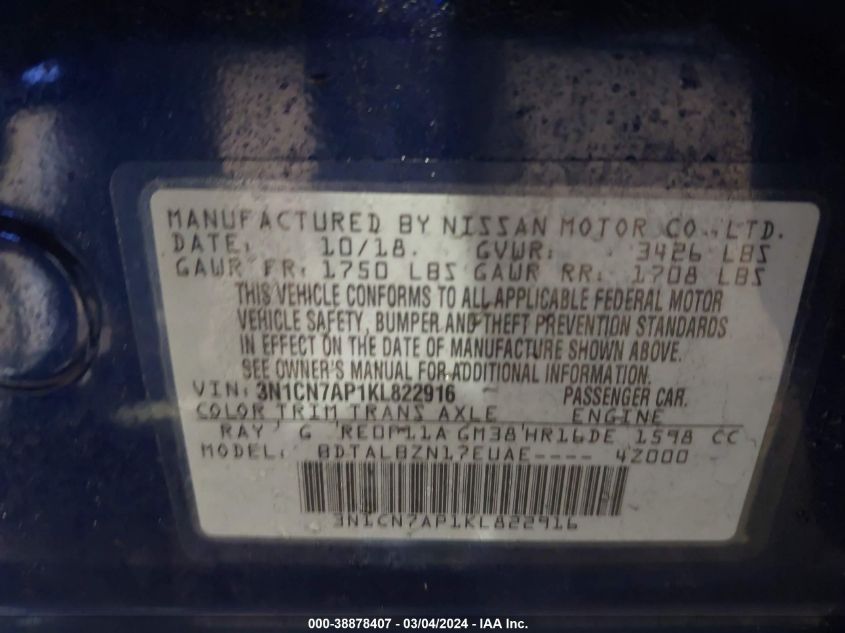 MANUFACTURED BY NISSAN MOTOR CO.,LTD.
DATE: 10/18. GVWR: 3426 LBS
GAWR FR: 1750 LBS GAWR RR: 1708 LBS
THIS VEHICLE CONFORMS TO ALL APPLICABLE FEDERAL MOTOR
VEHICLE SAFETY, BUMPER AND THEFT PREVENTION STANDARDS
IN EFFECT ON THE DATE OF MANUFACTURE SHOWN ABOVE.
SEE OWNER'S MANUAL FOR ADDITIONAL INFORMATION.
VIN: 3N1CN7AP1KL822916 PASSENGER CAR.
COLOR TRIM TRANS AXLE ENGINE
RAY G RE0F11A GM38 HR16DE 1598 CC
MODEL: BDTALBZN17EUAE---- 4Z000
3N1CN7AP1KL822916
000-38878407 - 03/04/2024 - IAA Inc.